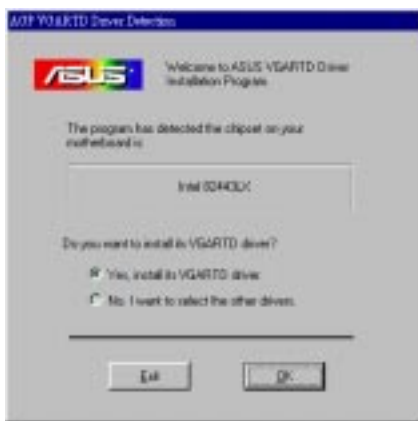 AGP VGARTD Driver Detection
ASUS
Welcome to ASUS VGARTD Driver
Installation Program.
The program has detected the chipset on your
motherboard is:
Intel 82443LX
Do you want to install its VGARTD driver?
Yes, install its VGARTD driver.
No. I want to select the other drivers.
Exit
OK